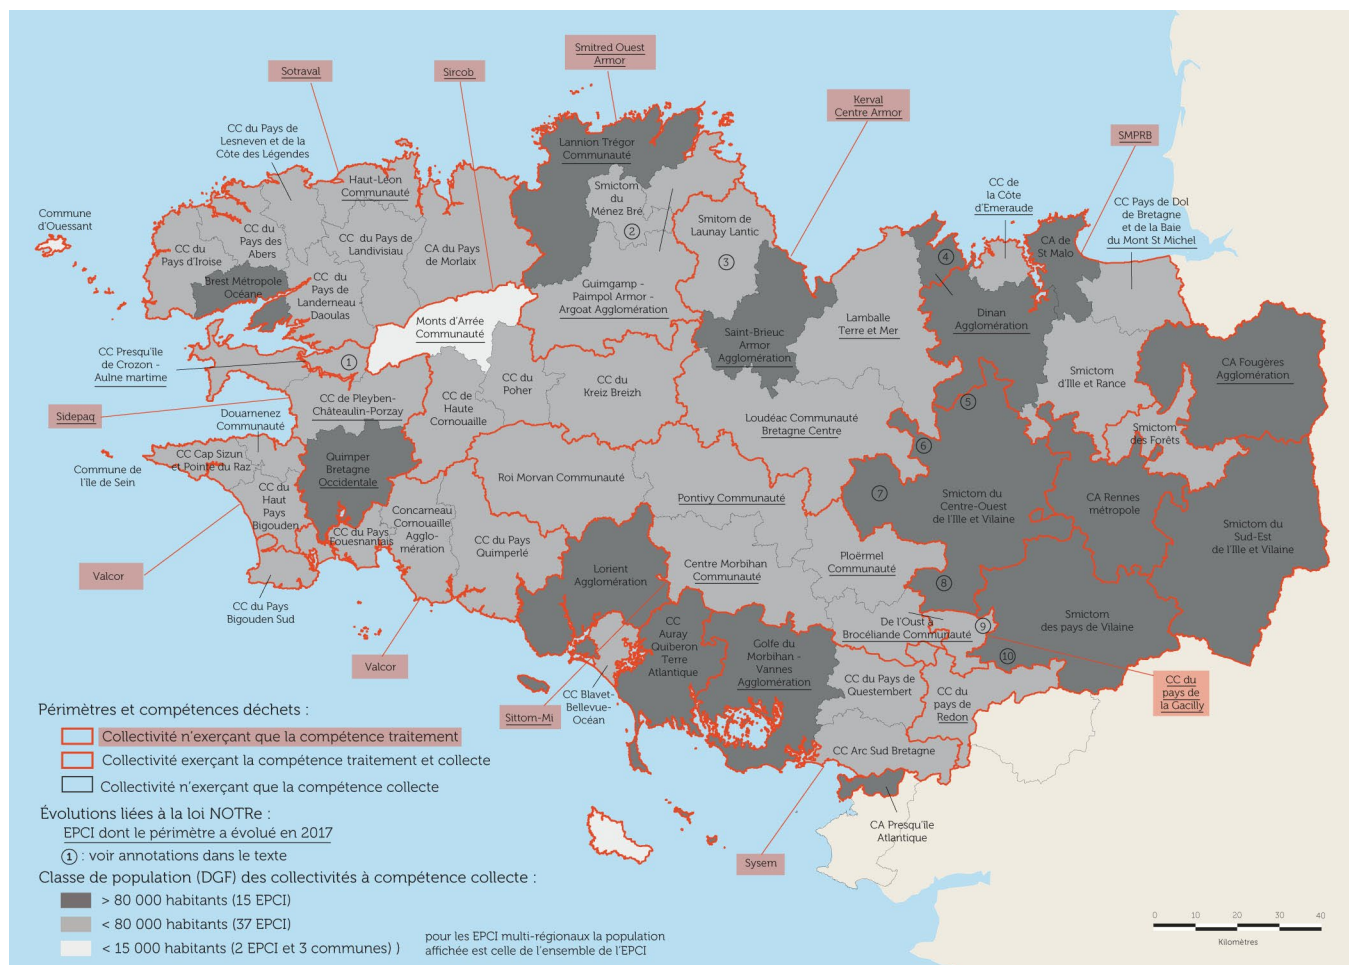 Smitred Ouest
Armor
Sotraval
Sircob
Kerval
Centre Armor
SMPRB
CC du Pays de
Lesneven et de la
Côte des Légendes
Lannion Trégor
Communauté
Haut-Léon
Communauté
Smictom
du
Ménez Bré
2
CC de
la Côte
d'Emeraude
CC Pays de Dol
de Bretagne
et de la Baie
du Mont St Michel
Commune
d'Ouessant
CC du
Pays d'Iroise
CC du
Pays des
Abers
CC du Pays de
Landivisiau
CA du Pays
de Morlaix
Smitom de
Launay Lantic
3
4
CA de
St Malo
Brest Métropole
Océane
CC du
Pays de
Landerneau
Daoulas
Guimgamp -
Paimpol Armor -
Argoat Agglomération
Monts d'Arrée
Communauté
Saint-Brieuc
Armor
Agglomération
Lamballe
Terre et Mer
Dinan
Agglomération
CC Presqu'île
de Crozon -
Aulne martime
1
Smictom
d'Ille et Rance
CA Fougères
Agglomération
CC de Pleyben-
Châteaulin-Porzay
CC de
Haute
Cornouaille
CC du
Poher
CC du
Kreiz Breizh
Loudéac Communauté
Bretagne Centre
5
Sidepaq
Douarnenez
Communauté
Smictom
des Forêts
6
CC Cap Sizun
et Pointe du Raz
Quimper
Bretagne
Occidentale
Commune de
l'Ile de Sein
CC du
Haut
Pays
Bigouden
Roi Morvan Communauté
Pontivy Communauté
7
Smictom du
Centre-Ouest
de l'Ille et Vilaine
CA Rennes
métropole
Smictom du
Sud-Est
de l'Ille et Vilaine
CC du Pays
Fouesnantais
Concarneau
Cornouaille
Agglo-
mération
CC du Pays
Quimperlé
Lorient
Agglomération
Centre Morbihan
Communauté
Ploërmel
Communauté
8
Valcor
CC du Pays
Bigouden Sud
Valcor
CC
Auray
Quiberon
Terre
Atlantique
De l'Oust à
Brocéliande Communauté
9
10
Smictom
des pays de Vilaine
Golfe du
Morbihan -
Vannes
Agglomération
CC du Pays de
Questembert
CC du
pays de
Redon
CC du
pays de
la Gacilly
CC Blavet-
Bellevue-
Océan
Sittom-Mi
CC Arc Sud Bretagne
CA Presqu'île
Atlantique
Sysem
Périmètres et compétences déchets :
Collectivité n'exerçant que la compétence traitement
Collectivité exerçant la compétence traitement et collecte
Collectivité n'exerçant que la compétence collecte
Évolutions liées à la loi NOTRe :
EPCI dont le périmètre a évolué en 2017
1 : voir annotations dans le texte
Classe de population (DGF) des collectivités à compétence collecte :
> 80 000 habitants (15 EPCI)
< 80 000 habitants (37 EPCI)
< 15 000 habitants (2 EPCI et 3 communes) )
pour les EPCI multi-régionaux la population
affichée est celle de l'ensemble de l'EPCI
0 10 20 30 40
Kilomètres